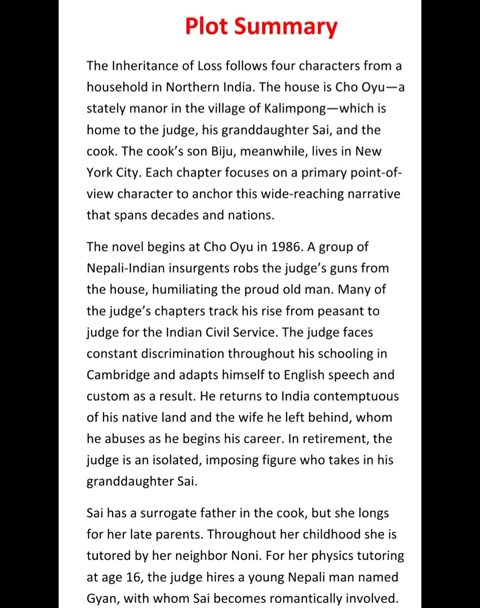 Plot Summary
The Inheritance of Loss follows four characters from a
household in Northern India. The house is Cho Oyu—a
stately manor in the village of Kalimpong—which is
home to the judge, his granddaughter Sai, and the
cook. The cook's son Biju, meanwhile, lives in New
York City. Each chapter focuses on a primary point-of-
view character to anchor this wide-reaching narrative
that spans decades and nations.
The novel begins at Cho Oyu in 1986. A group of
Nepali-Indian insurgents robs the judge's guns from
the house, humiliating the proud old man. Many of
the judge's chapters track his rise from peasant to
judge for the Indian Civil Service. The judge faces
constant discrimination throughout his schooling in
Cambridge and adapts himself to English speech and
custom as a result. He returns to India contemptuous
of his native land and the wife he left behind, whom
he abuses as he begins his career. In retirement, the
judge is an isolated, imposing figure who takes in his
granddaughter Sai.
Sai has a surrogate father in the cook, but she longs
for her late parents. Throughout her childhood she is
tutored by her neighbor Noni. For her physics tutoring
at age 16, the judge hires a young Nepali man named
Gyan, with whom Sai becomes romantically involved.